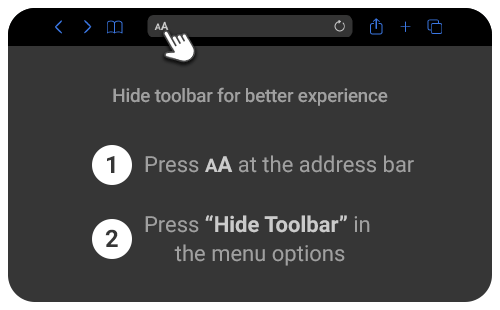 AA
Hide toolbar for better experience
1 Press AA at the address bar
2 Press “Hide Toolbar” in
the menu options